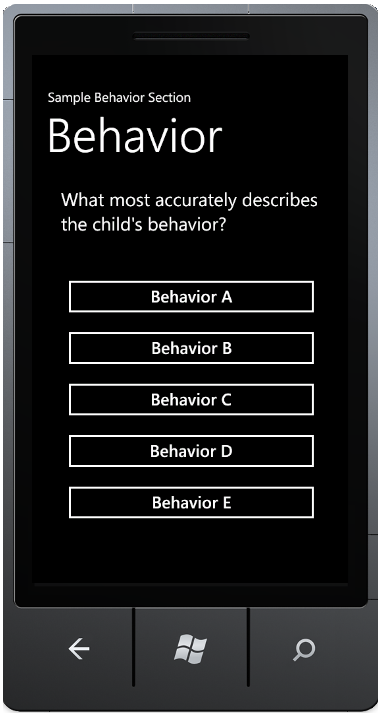 Sample Behavior Section
Behavior
What most accurately describes
the child's behavior?
Behavior A
Behavior B
Behavior C
Behavior D
Behavior E